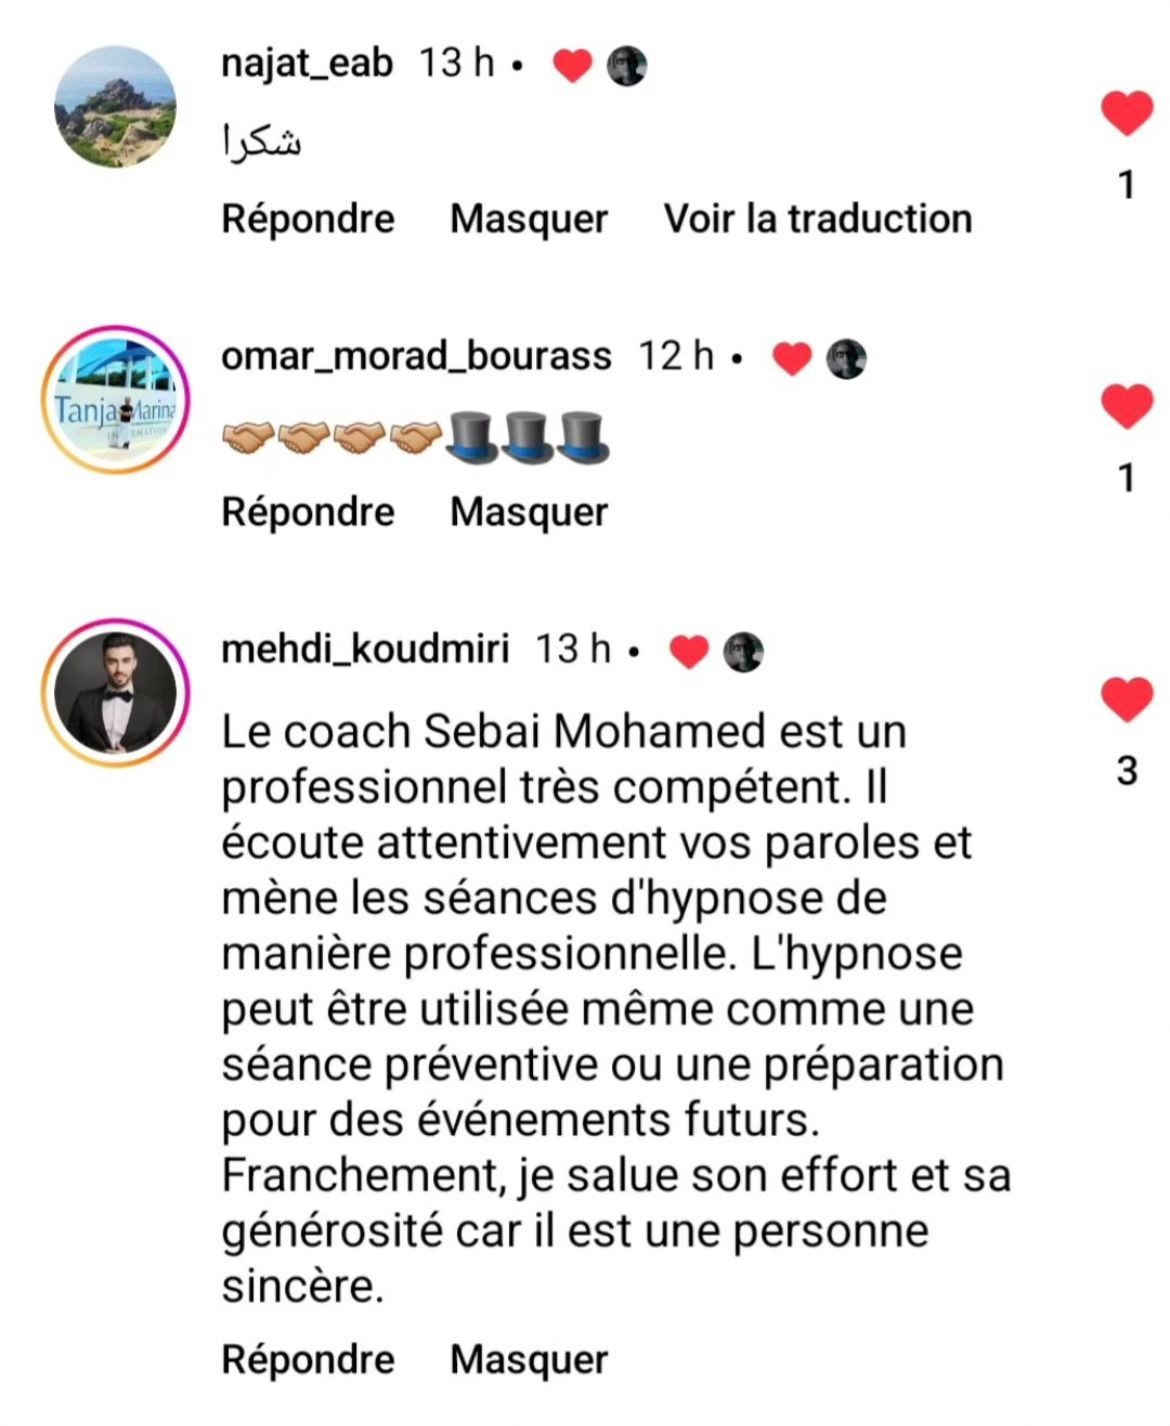 najat_eab 13 h •
شكرا
Répondre Masquer Voir la traduction
1
omar_morad_bourass 12 h •
🤝🤝🤝🤝🎩🎩🎩
Répondre Masquer
1
Tanja Marina
INTERNATIONAL
mehdi_koudmiri 13 h •
Le coach Sebai Mohamed est un
professionnel très compétent. Il
écoute attentivement vos paroles et
mène les séances d'hypnose de
manière professionnelle. L'hypnose
peut être utilisée même comme une
séance préventive ou une préparation
pour des événements futurs.
Franchement, je salue son effort et sa
générosité car il est une personne
sincère.
3
Répondre Masquer